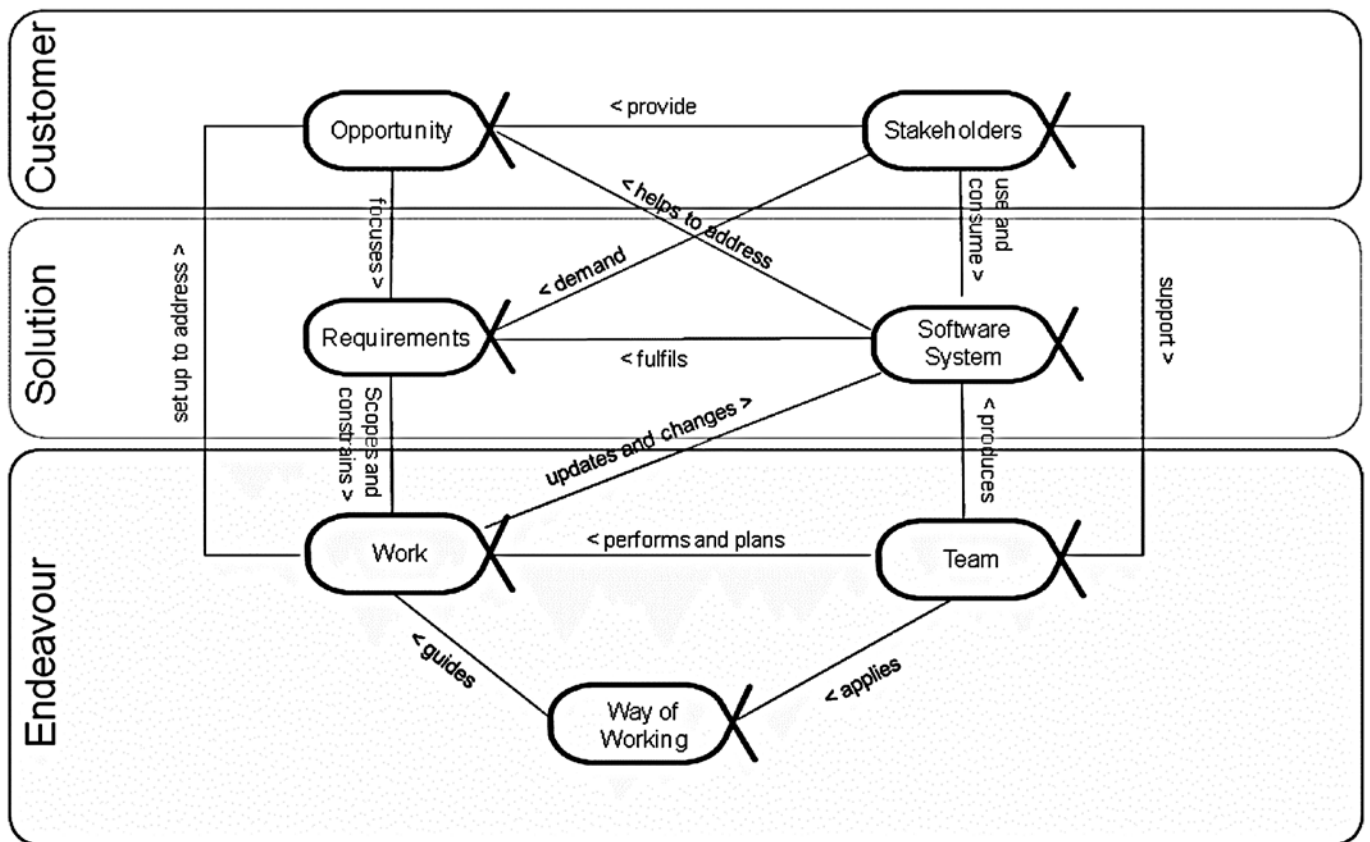 Customer
Opportunity
< provide
Stakeholders
< helps to address
use and
consume >
focuses >
< demand
set up to address >
support >
Solution
Requirements
< fulfils
Software
System
Scopes and
constrains >
updates and changes >
< produces
Endeavour
Work
< performs and plans
Team
< guides
< applies
Way of
Working